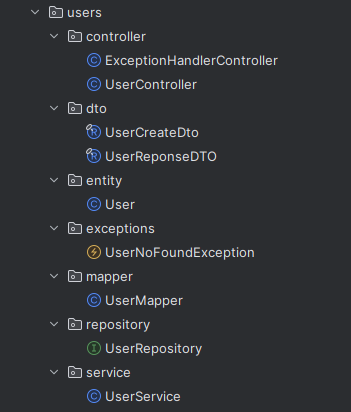 users
controller
ExceptionHandlerController
UserController
dto
UserCreateDto
UserReponseDTO
entity
User
exceptions
UserNoFoundException
mapper
UserMapper
repository
UserRepository
service
UserService